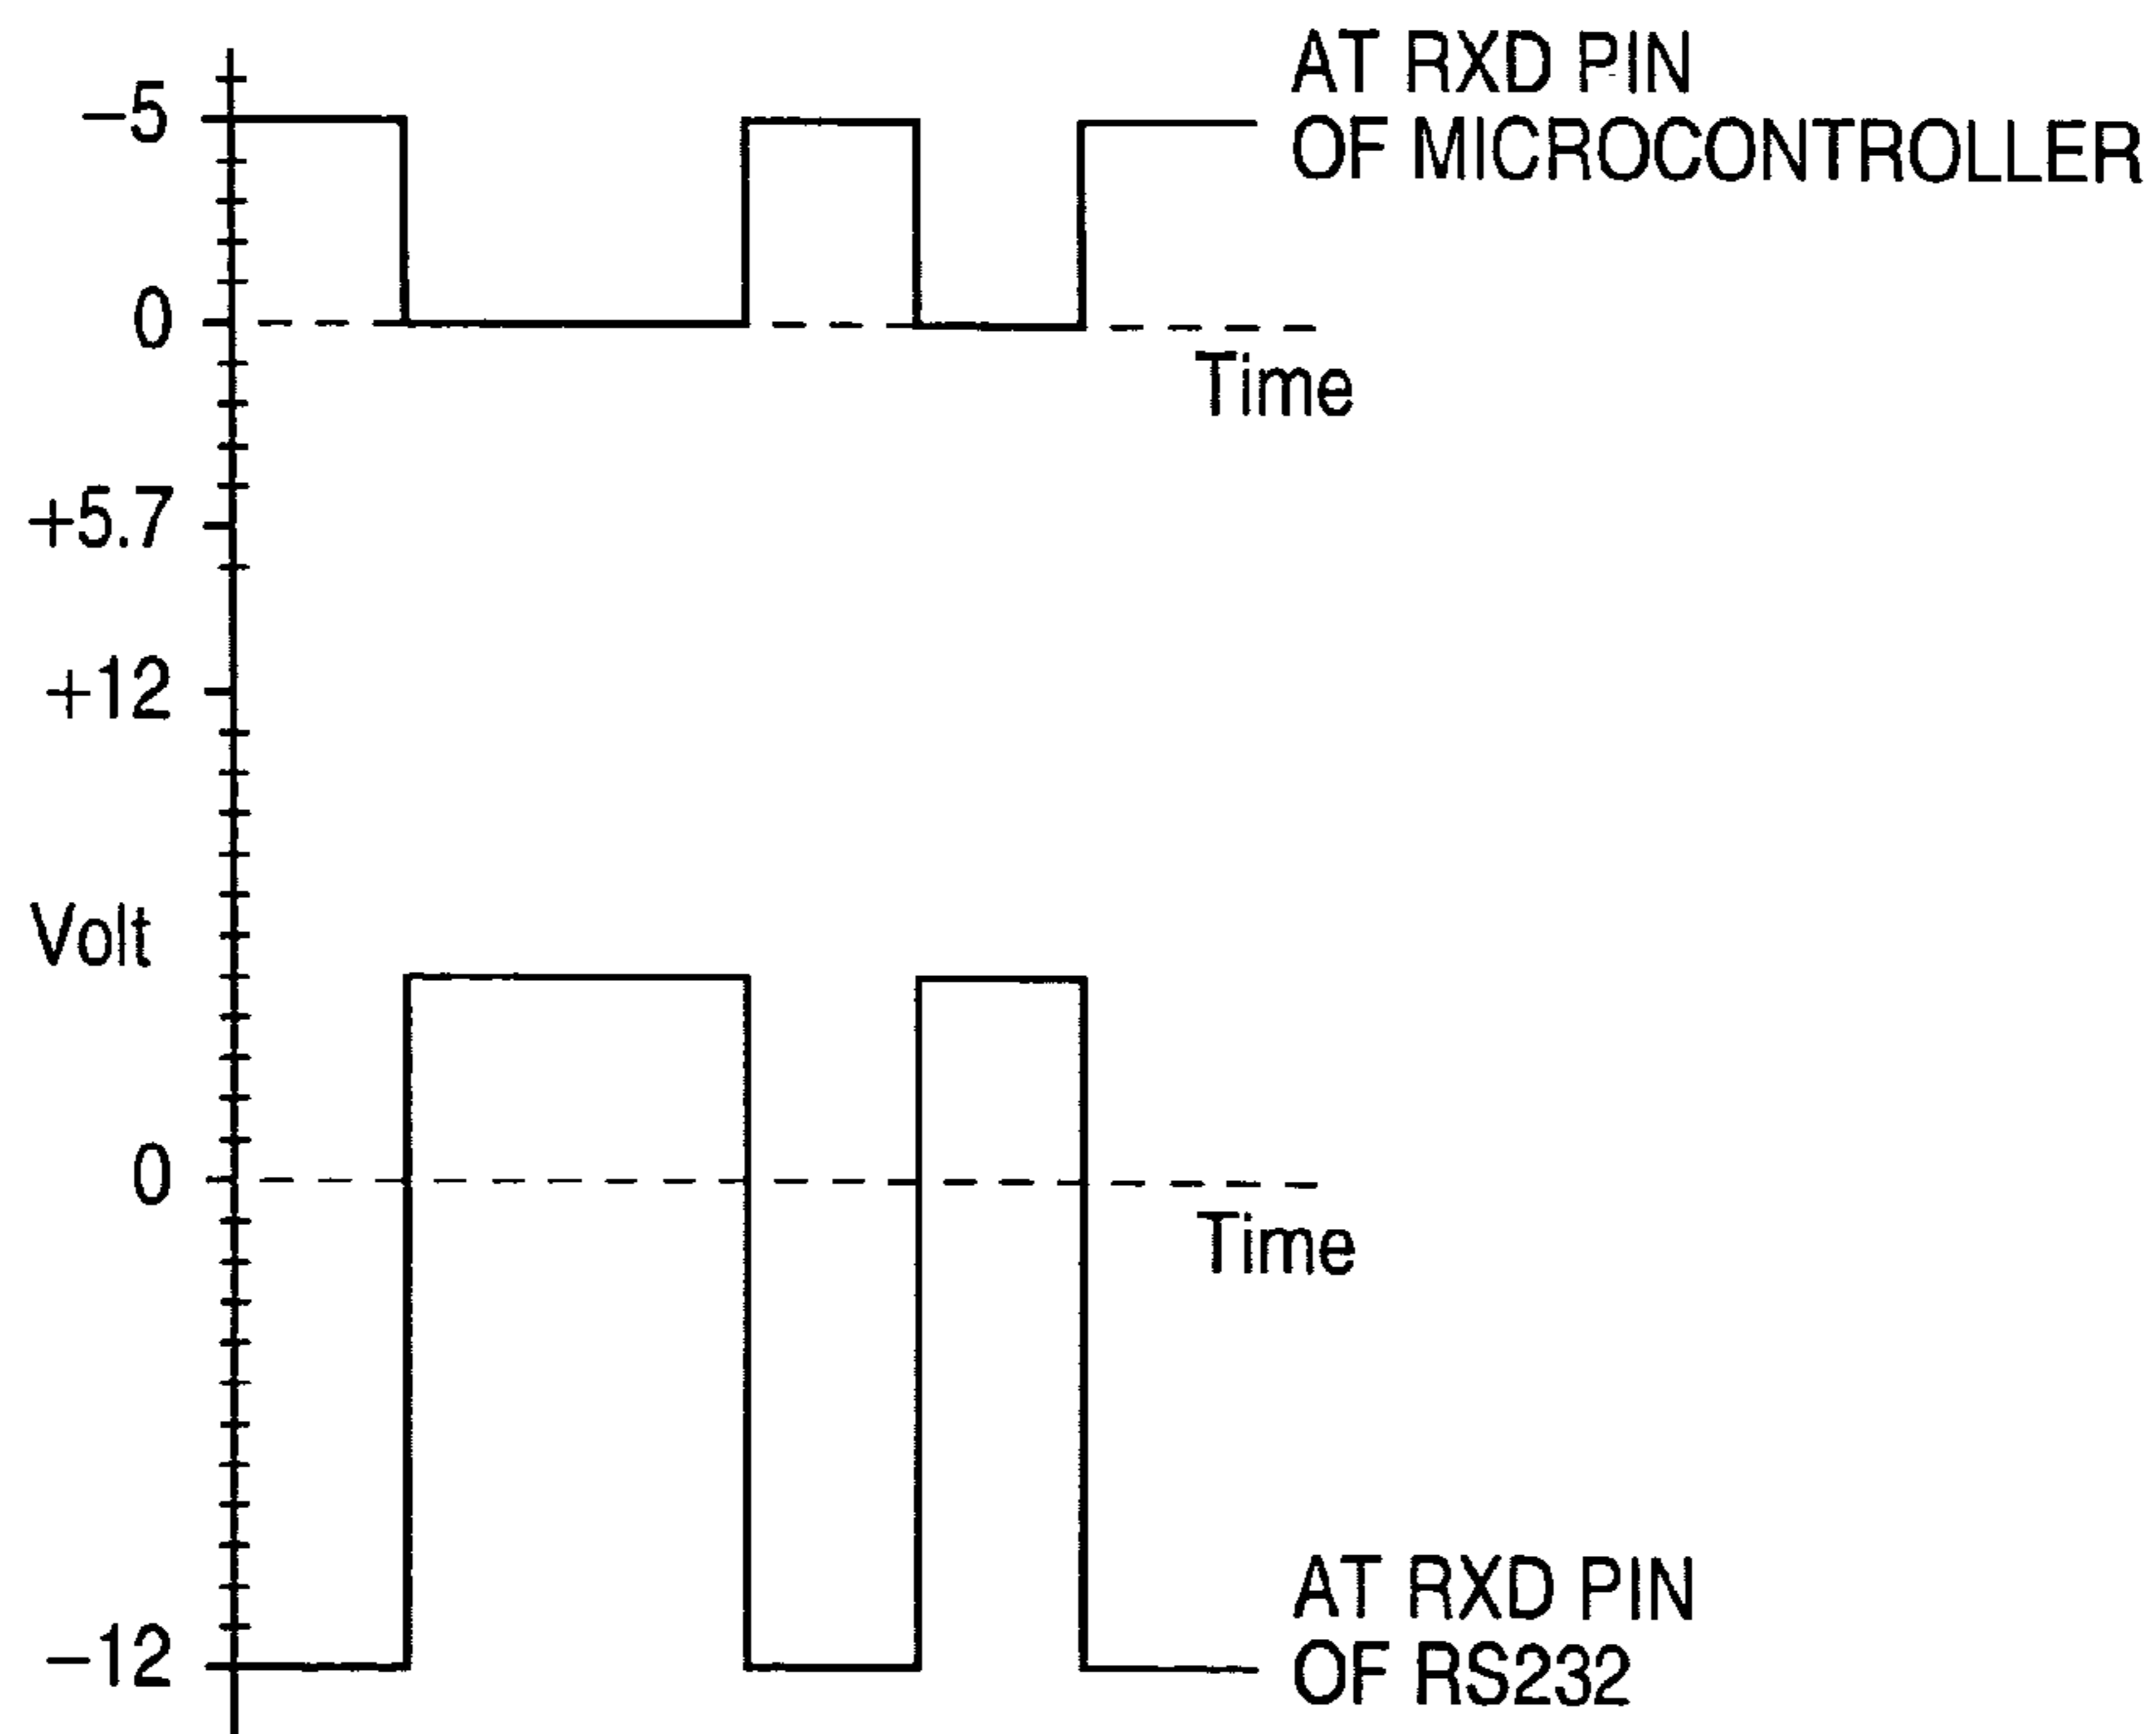 AT RXD PIN
OF MICROCONTROLLER
−5
0
Time
+5.7
+12
Volt
0
Time
AT RXD PIN
OF RS232
−12